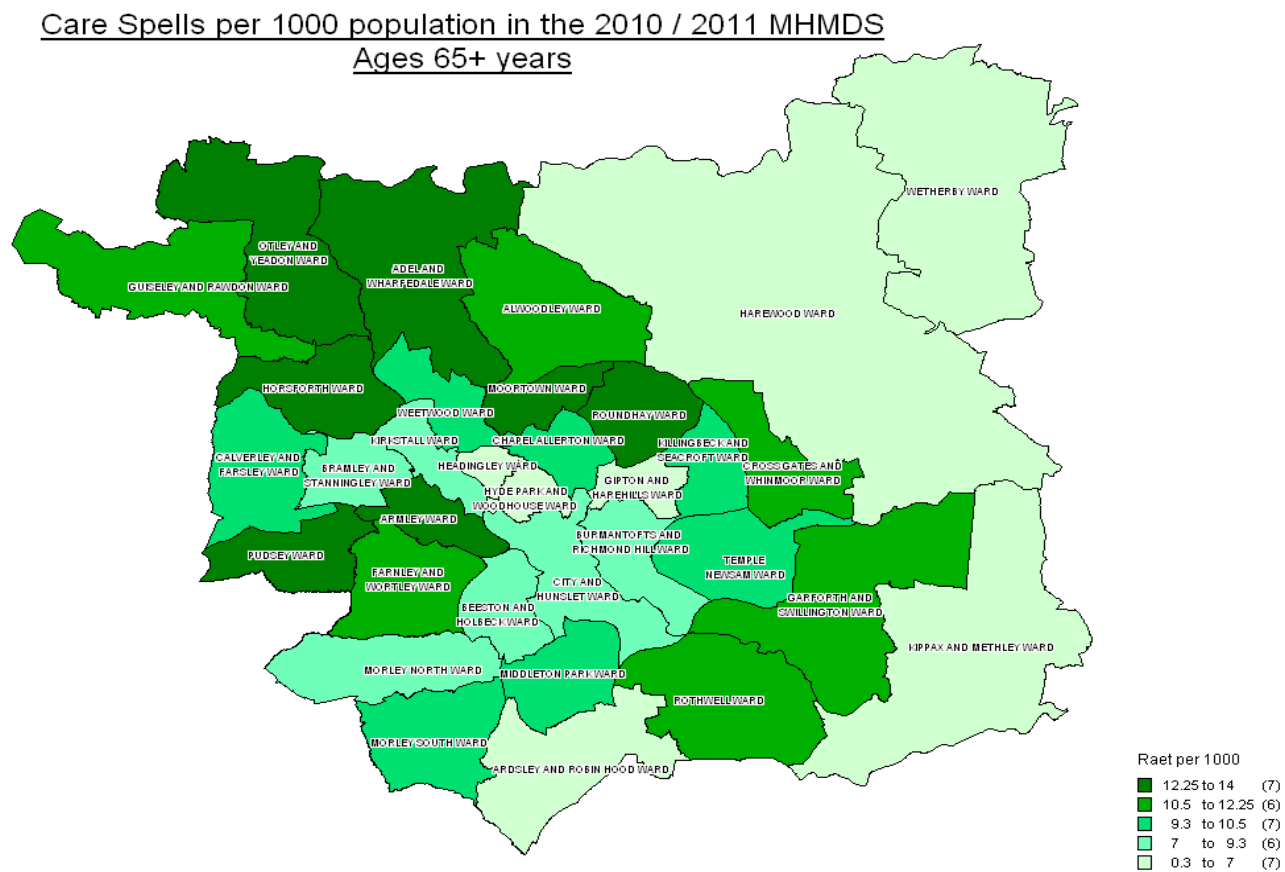 Care Spells per 1000 population in the 2010 / 2011 MHMDS
Ages 65+ years
WETHERBY WARD
OTLEY AND
YEADON WARD
ADEL AND
WHARFEDALE WARD
GUISELEY AND RAWDON WARD
ALWOODLEY WARD
HAREWOOD WARD
HORSFORTH WARD
MOORTOWN WARD
WEETWOOD WARD
ROUNDHAY WARD
KIRKSTALL WARD
CHAPEL ALLERTON WARD
KILLINGBECK AND
SEACROFT WARD
CALVERLEY AND
FARSLEY WARD
BRAMLEY AND
STANNINGLEY WARD
HEADINGLEY WARD
CROSSGATES AND
WHINMOOR WARD
GIPTON AND
HAREHILLS WARD
HYDE PARK AND
WOODHOUSE WARD
ARMLEY WARD
BURMANTOFTS AND
RICHMOND HILL WARD
PUDSEY WARD
TEMPLE
NEWSAM WARD
FARNLEY AND
WORTLEY WARD
CITY AND
HUNSLET WARD
GARFORTH AND
SWILLINGTON WARD
BEESTON AND
HOLBECK WARD
KIPPAX AND METHLEY WARD
MORLEY NORTH WARD
MIDDLETON PARK WARD
ROTHWELL WARD
MORLEY SOUTH WARD
ARDSLEY AND ROBIN HOOD WARD
Raet per 1000
12.25 to 14 (7)
10.5 to 12.25 (6)
9.3 to 10.5 (7)
7 to 9.3 (6)
0.3 to 7 (7)